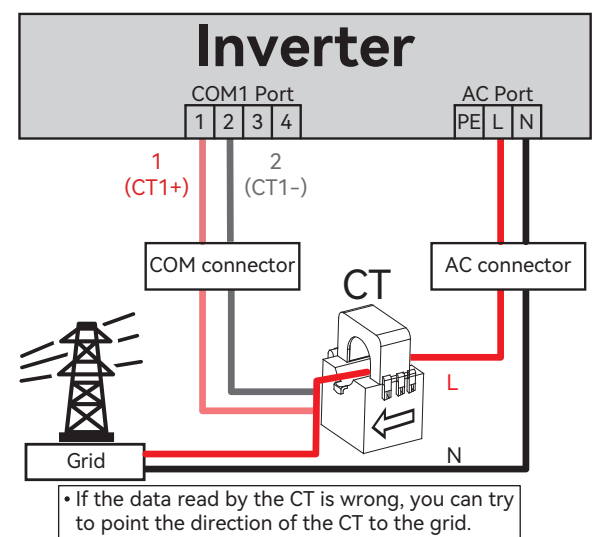 Inverter
COM1 Port
AC Port
1 2 3 4
PE L N
1
(CT1+)
2
(CT1-)
COM connector
AC connector
CT
L
N
Grid
• If the data read by the CT is wrong, you can try
to point the direction of the CT to the grid.